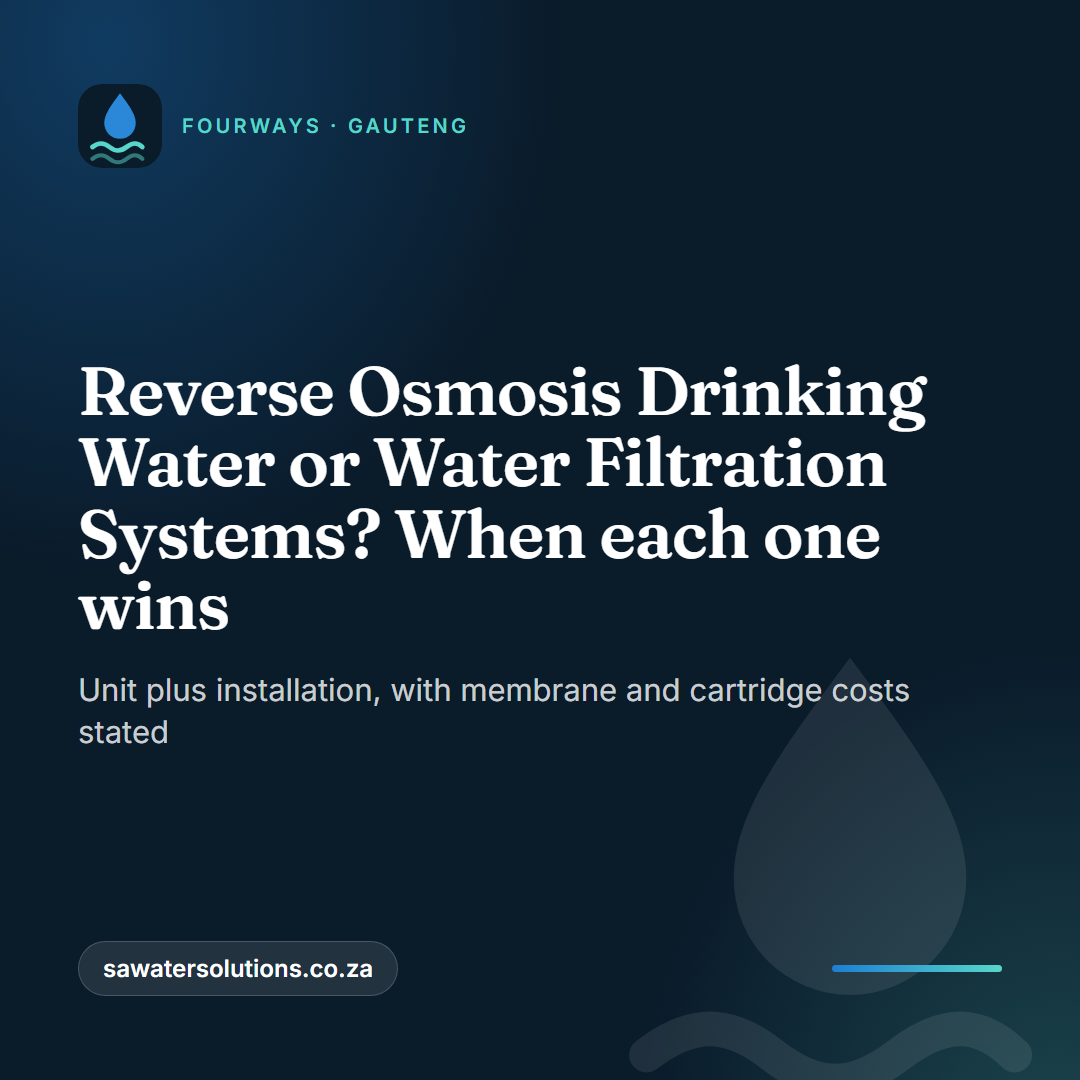 FOURWAYS · GAUTENG
Reverse Osmosis Drinking
Water or Water Filtration
Systems? When each one
wins
Unit plus installation, with membrane and cartridge costs
stated
sawatersolutions.co.za